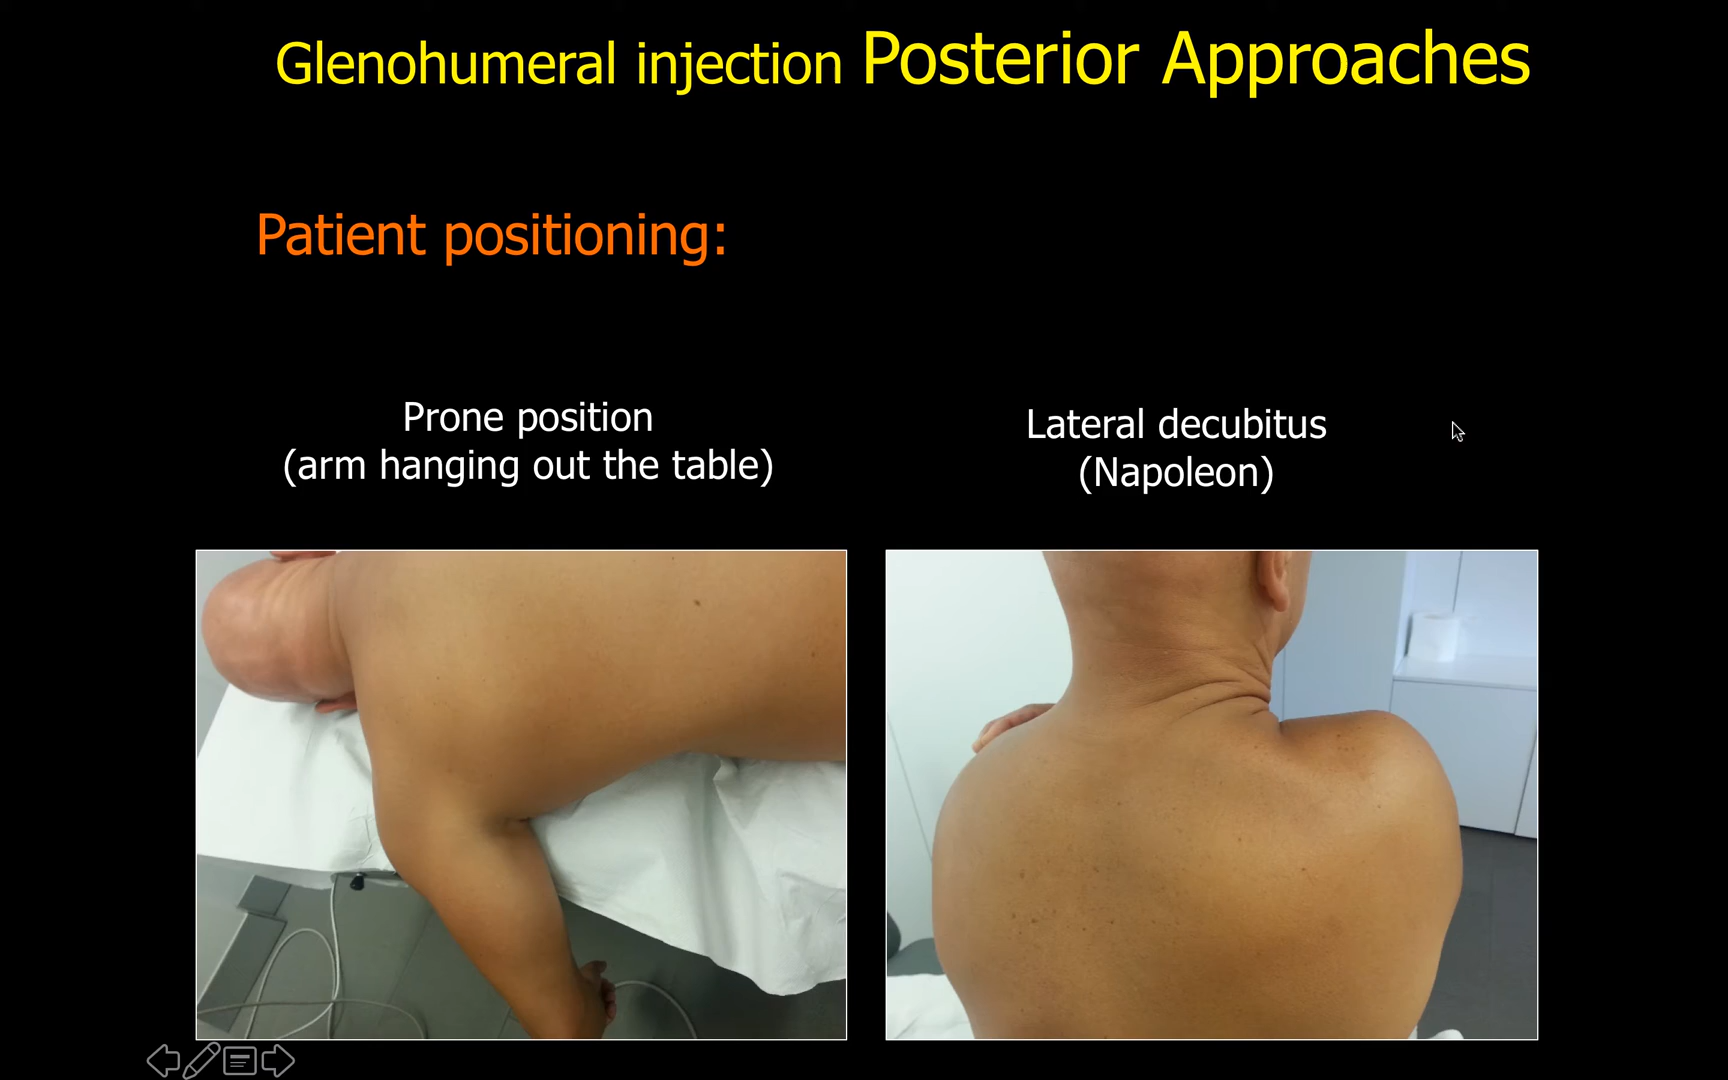 Glenohumeral injection Posterior Approaches
Patient positioning:
Prone position
(arm hanging out the table)
Lateral decubitus
(Napoleon)